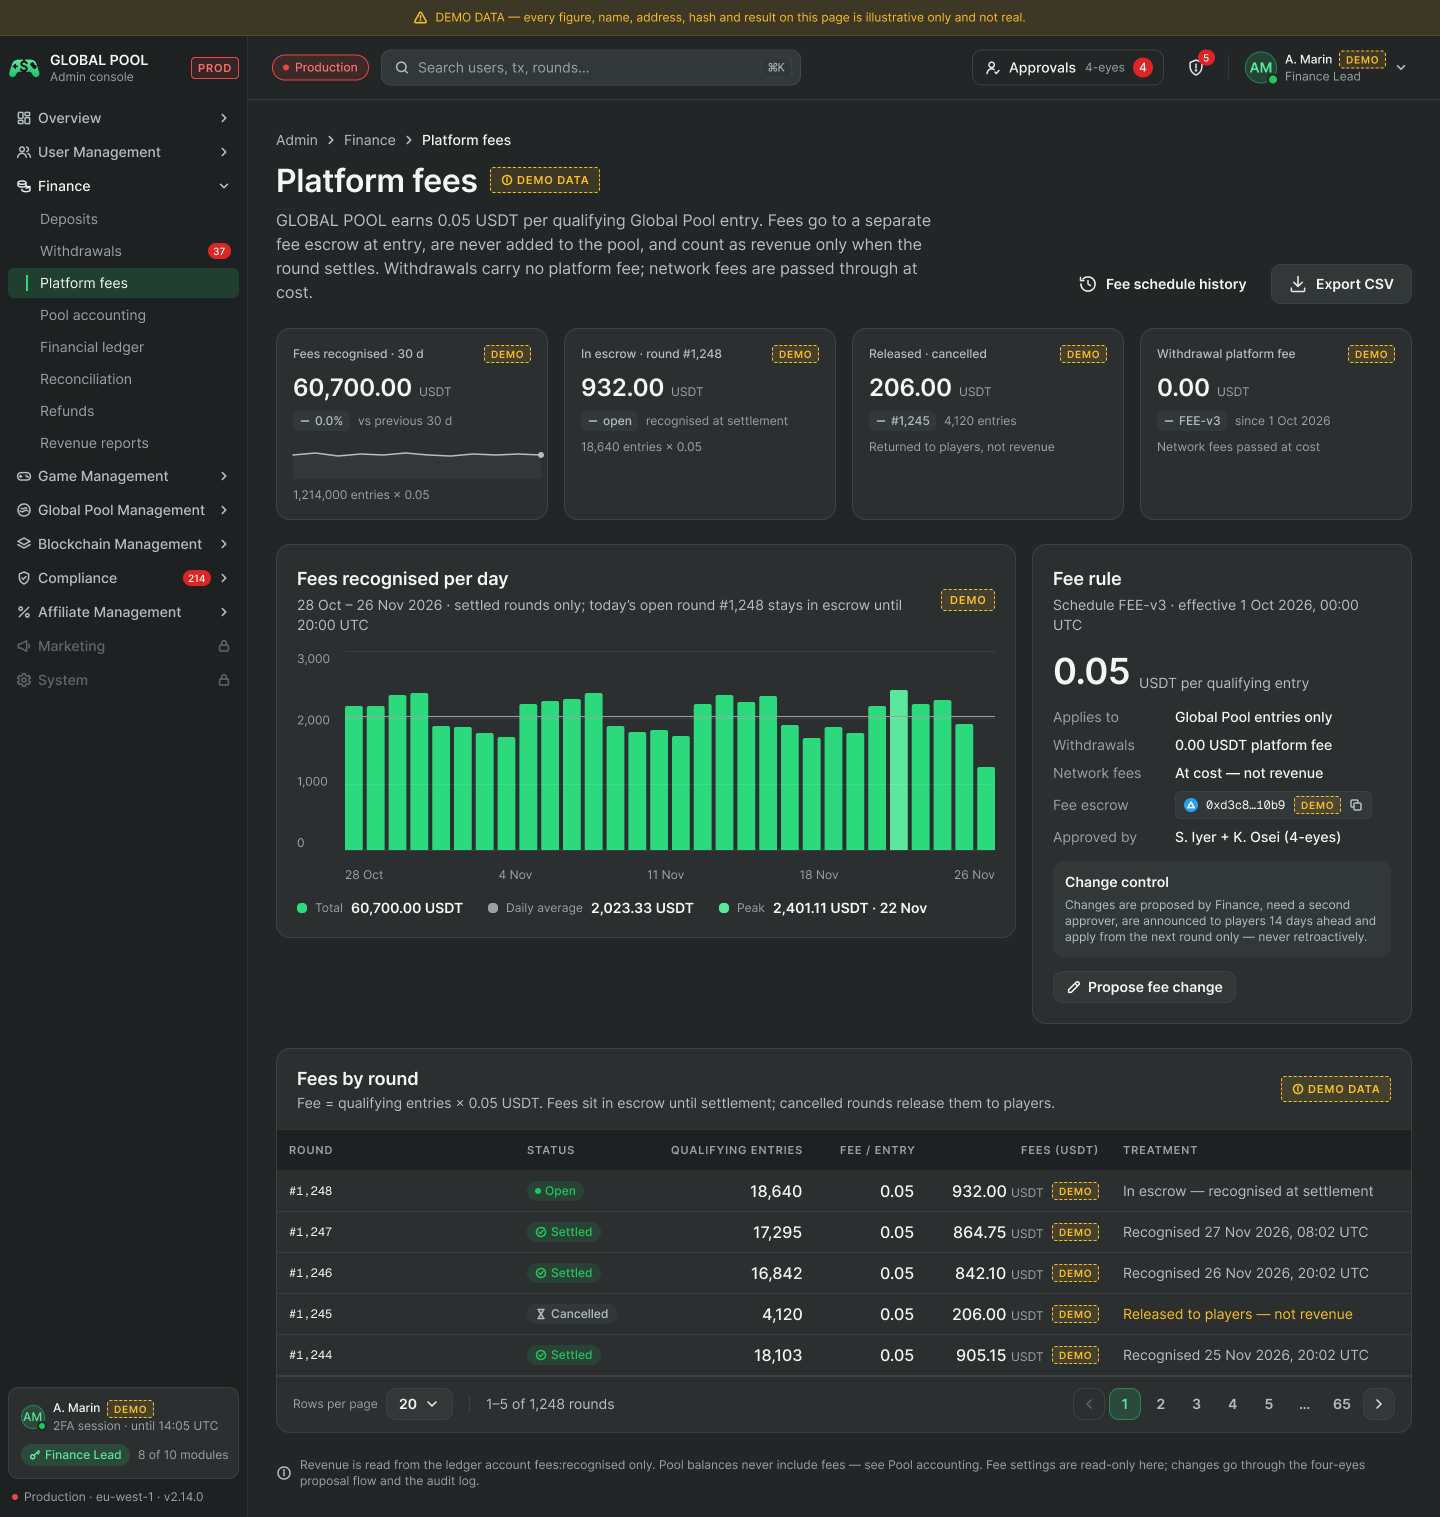 DEMO DATA — every figure, name, address, hash and result on this page is illustrative only and not real.
GLOBAL POOL
Admin console
PROD
Overview
User Management
Finance
Deposits
Withdrawals 37
Platform fees
Pool accounting
Financial ledger
Reconciliation
Refunds
Revenue reports
Game Management
Global Pool Management
Blockchain Management
Compliance 214
Affiliate Management
Marketing
System
A. Marin DEMO
2FA session · until 14:05 UTC
Finance Lead 8 of 10 modules
Production · eu-west-1 · v2.14.0
Production
Search users, tx, rounds... ⌘K
Approvals 4-eyes 4
5
AM
A. Marin DEMO
Finance Lead
Admin > Finance > Platform fees
Platform fees DEMO DATA
GLOBAL POOL earns 0.05 USDT per qualifying Global Pool entry. Fees go to a separate
fee escrow at entry, are never added to the pool, and count as revenue only when the
round settles. Withdrawals carry no platform fee; network fees are passed through at
cost.
Fee schedule history
Export CSV
Fees recognised · 30 d DEMO
60,700.00 USDT
– 0.0% vs previous 30 d
1,214,000 entries × 0.05
In escrow · round #1,248 DEMO
932.00 USDT
– open recognised at settlement
18,640 entries × 0.05
Released · cancelled DEMO
206.00 USDT
– #1,245 4,120 entries
Returned to players, not revenue
Withdrawal platform fee DEMO
0.00 USDT
– FEE-v3 since 1 Oct 2026
Network fees passed at cost
Fees recognised per day
28 Oct – 26 Nov 2026 · settled rounds only; today's open round #1,248 stays in escrow until
20:00 UTC
DEMO
3,000
2,000
1,000
0
28 Oct 4 Nov 11 Nov 18 Nov 26 Nov
Total 60,700.00 USDT Daily average 2,023.33 USDT Peak 2,401.11 USDT · 22 Nov
Fee rule
Schedule FEE-v3 · effective 1 Oct 2026, 00:00
UTC
0.05 USDT per qualifying entry
Applies to Global Pool entries only
Withdrawals 0.00 USDT platform fee
Network fees At cost — not revenue
Fee escrow 0xd3c8…10b9 DEMO
Approved by S. Iyer + K. Osei (4-eyes)
Change control
Changes are proposed by Finance, need a second
approver, are announced to players 14 days ahead and
apply from the next round only — never retroactively.
Propose fee change
Fees by round
Fee = qualifying entries × 0.05 USDT. Fees sit in escrow until settlement; cancelled rounds release them to players.
DEMO DATA
ROUND STATUS QUALIFYING ENTRIES FEE / ENTRY FEES (USDT) TREATMENT
#1,248 Open 18,640 0.05 932.00 USDT DEMO In escrow — recognised at settlement
#1,247 Settled 17,295 0.05 864.75 USDT DEMO Recognised 27 Nov 2026, 08:02 UTC
#1,246 Settled 16,842 0.05 842.10 USDT DEMO Recognised 26 Nov 2026, 20:02 UTC
#1,245 Cancelled 4,120 0.05 206.00 USDT DEMO Released to players — not revenue
#1,244 Settled 18,103 0.05 905.15 USDT DEMO Recognised 25 Nov 2026, 20:02 UTC
Rows per page 20 1–5 of 1,248 rounds
1 2 3 4 5 … 65
Revenue is read from the ledger account fees:recognised only. Pool balances never include fees — see Pool accounting. Fee settings are read-only here; changes go through the four-eyes
proposal flow and the audit log.
AM